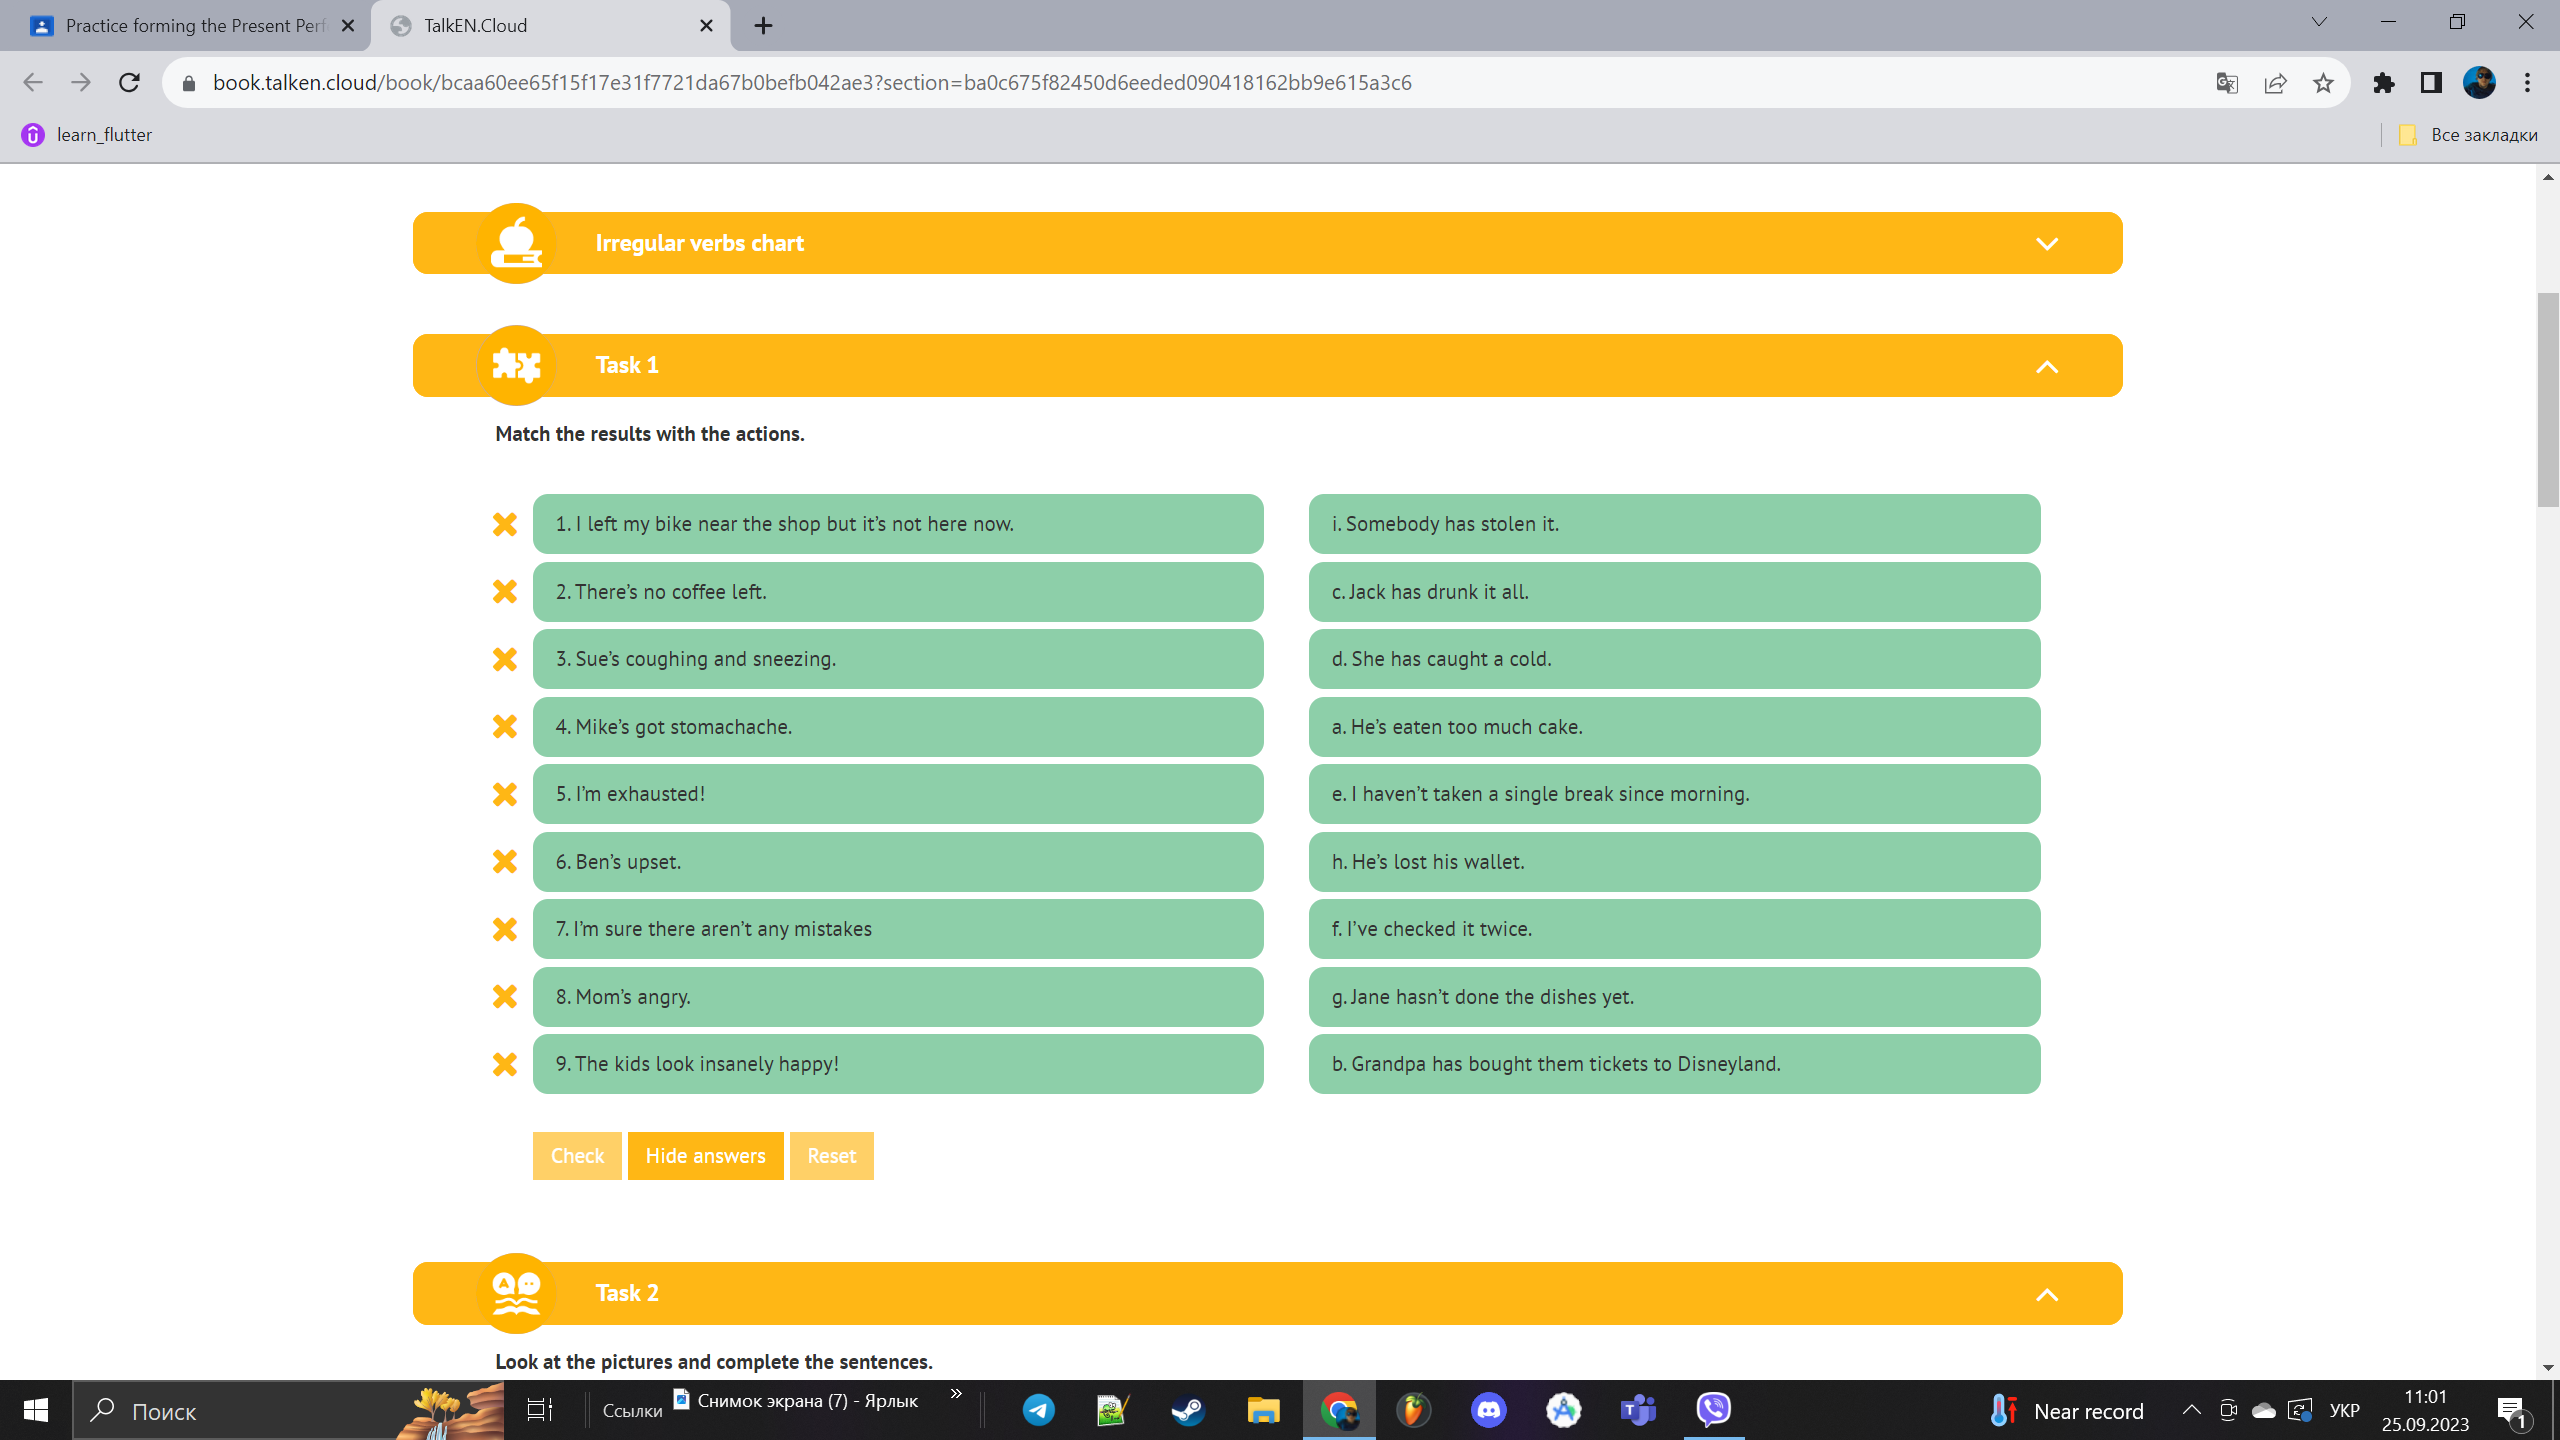 Practice forming the Present Perf
TalkEN.Cloud
book.talken.cloud/book/bcaa60ee65f15f17e31f7721da67b0befb042ae3?section=ba0c675f82450d6eeded090418162bb9e615a3c6
learn_flutter
Все закладки
Irregular verbs chart
Task 1
Match the results with the actions.
1. I left my bike near the shop but it’s not here now.
i. Somebody has stolen it.
2. There’s no coffee left.
c. Jack has drunk it all.
3. Sue’s coughing and sneezing.
d. She has caught a cold.
4. Mike’s got stomachache.
a. He’s eaten too much cake.
5. I’m exhausted!
e. I haven’t taken a single break since morning.
6. Ben’s upset.
h. He’s lost his wallet.
7. I’m sure there aren’t any mistakes
f. I’ve checked it twice.
8. Mom’s angry.
g. Jane hasn’t done the dishes yet.
9. The kids look insanely happy!
b. Grandpa has bought them tickets to Disneyland.
Check
Hide answers
Reset
Task 2
Look at the pictures and complete the sentences.
Поиск
Ссылки
Снимок экрана (7) - Ярлык
Near record
УКР
11:01
25.09.2023
1